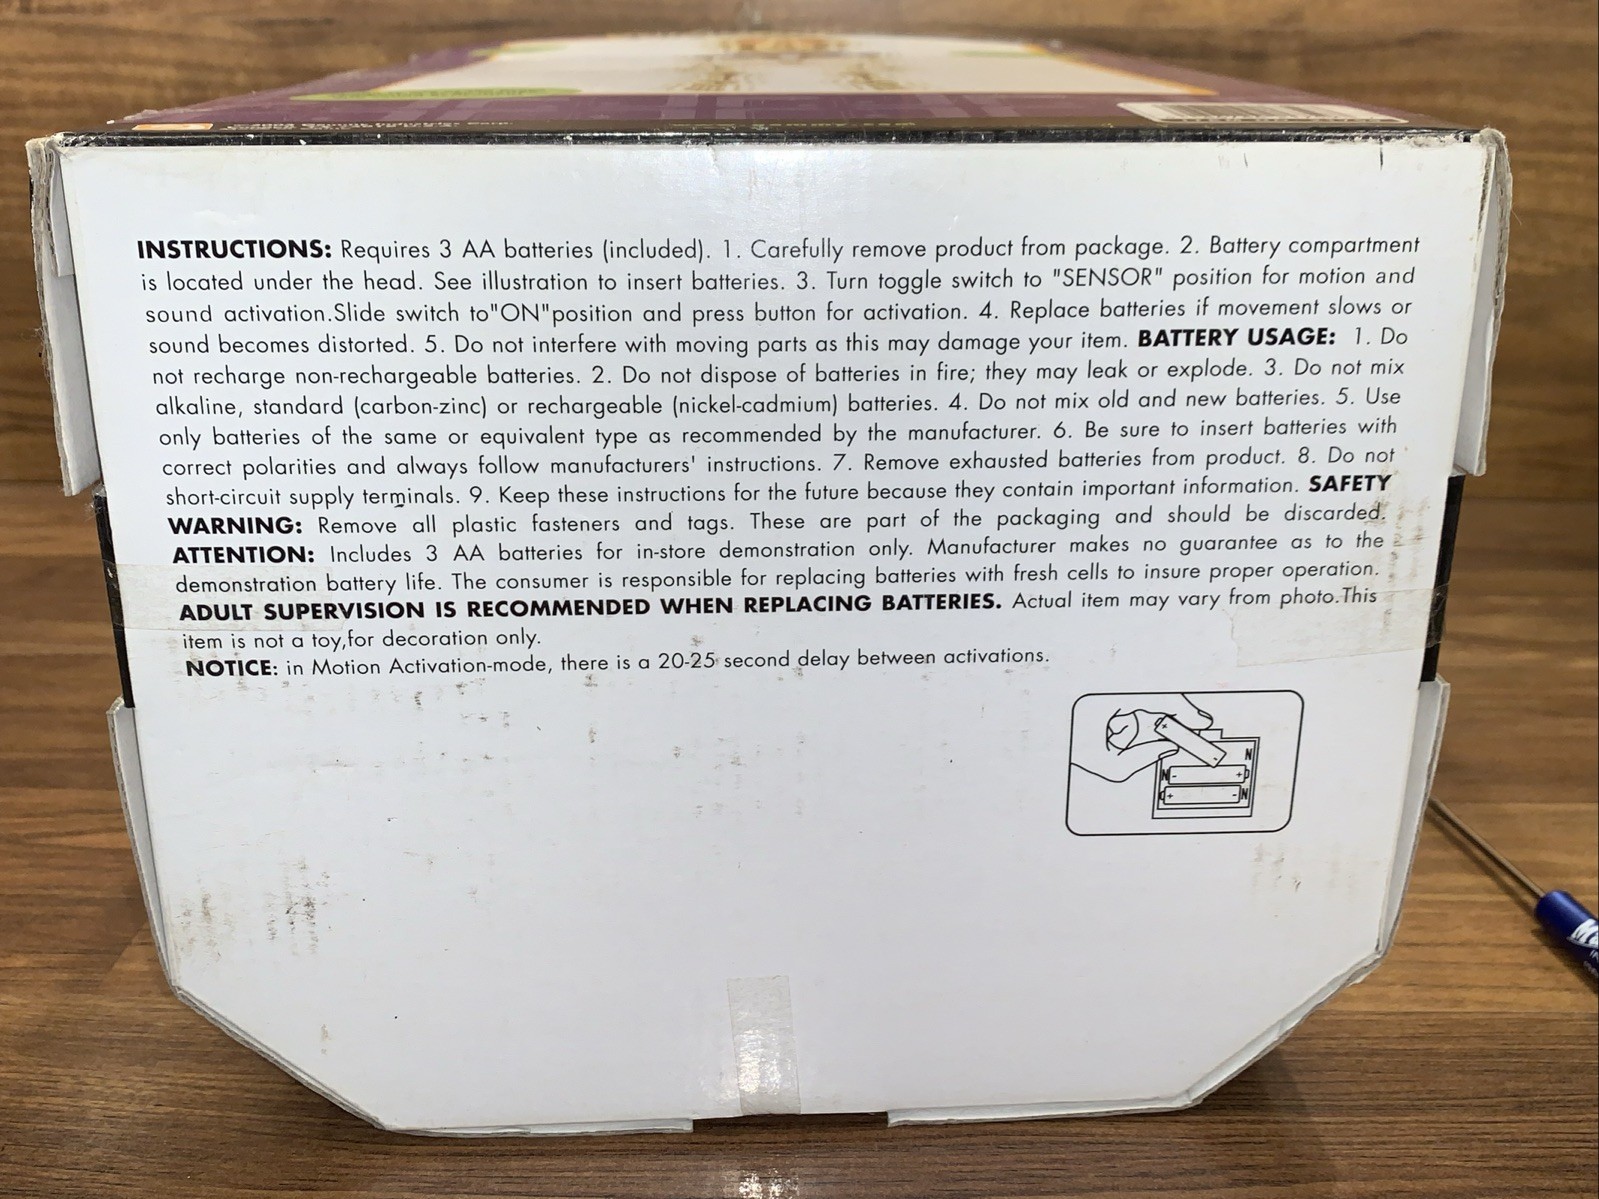 INSTRUCTIONS: Requires 3 AA batteries (included). 1. Carefully remove product from package. 2. Battery compartment
is located under the head. See illustration to insert batteries. 3. Turn toggle switch to "SENSOR" position for motion and
sound activation.Slide switch to"ON"position and press button for activation. 4. Replace batteries if movement slows or
sound becomes distorted. 5. Do not interfere with moving parts as this may damage your item. BATTERY USAGE: 1. Do
not recharge non-rechargeable batteries. 2. Do not dispose of batteries in fire; they may leak or explode. 3. Do not mix
alkaline, standard (carbon-zinc) or rechargeable (nickel-cadmium) batteries. 4. Do not mix old and new batteries. 5. Use
only batteries of the same or equivalent type as recommended by the manufacturer. 6. Be sure to insert batteries with
correct polarities and always follow manufacturers' instructions. 7. Remove exhausted batteries from product. 8. Do not
short-circuit supply terminals. 9. Keep these instructions for the future because they contain important information. SAFETY
WARNING: Remove all plastic fasteners and tags. These are part of the packaging and should be discarded.
ATTENTION: Includes 3 AA batteries for in-store demonstration only. Manufacturer makes no guarantee as to the
demonstration battery life. The consumer is responsible for replacing batteries with fresh cells to insure proper operation.
ADULT SUPERVISION IS RECOMMENDED WHEN REPLACING BATTERIES. Actual item may vary from photo.This
item is not a toy,for decoration only.
NOTICE: in Motion Activation-mode, there is a 20-25 second delay between activations.
+ - N
N - +
+ - N